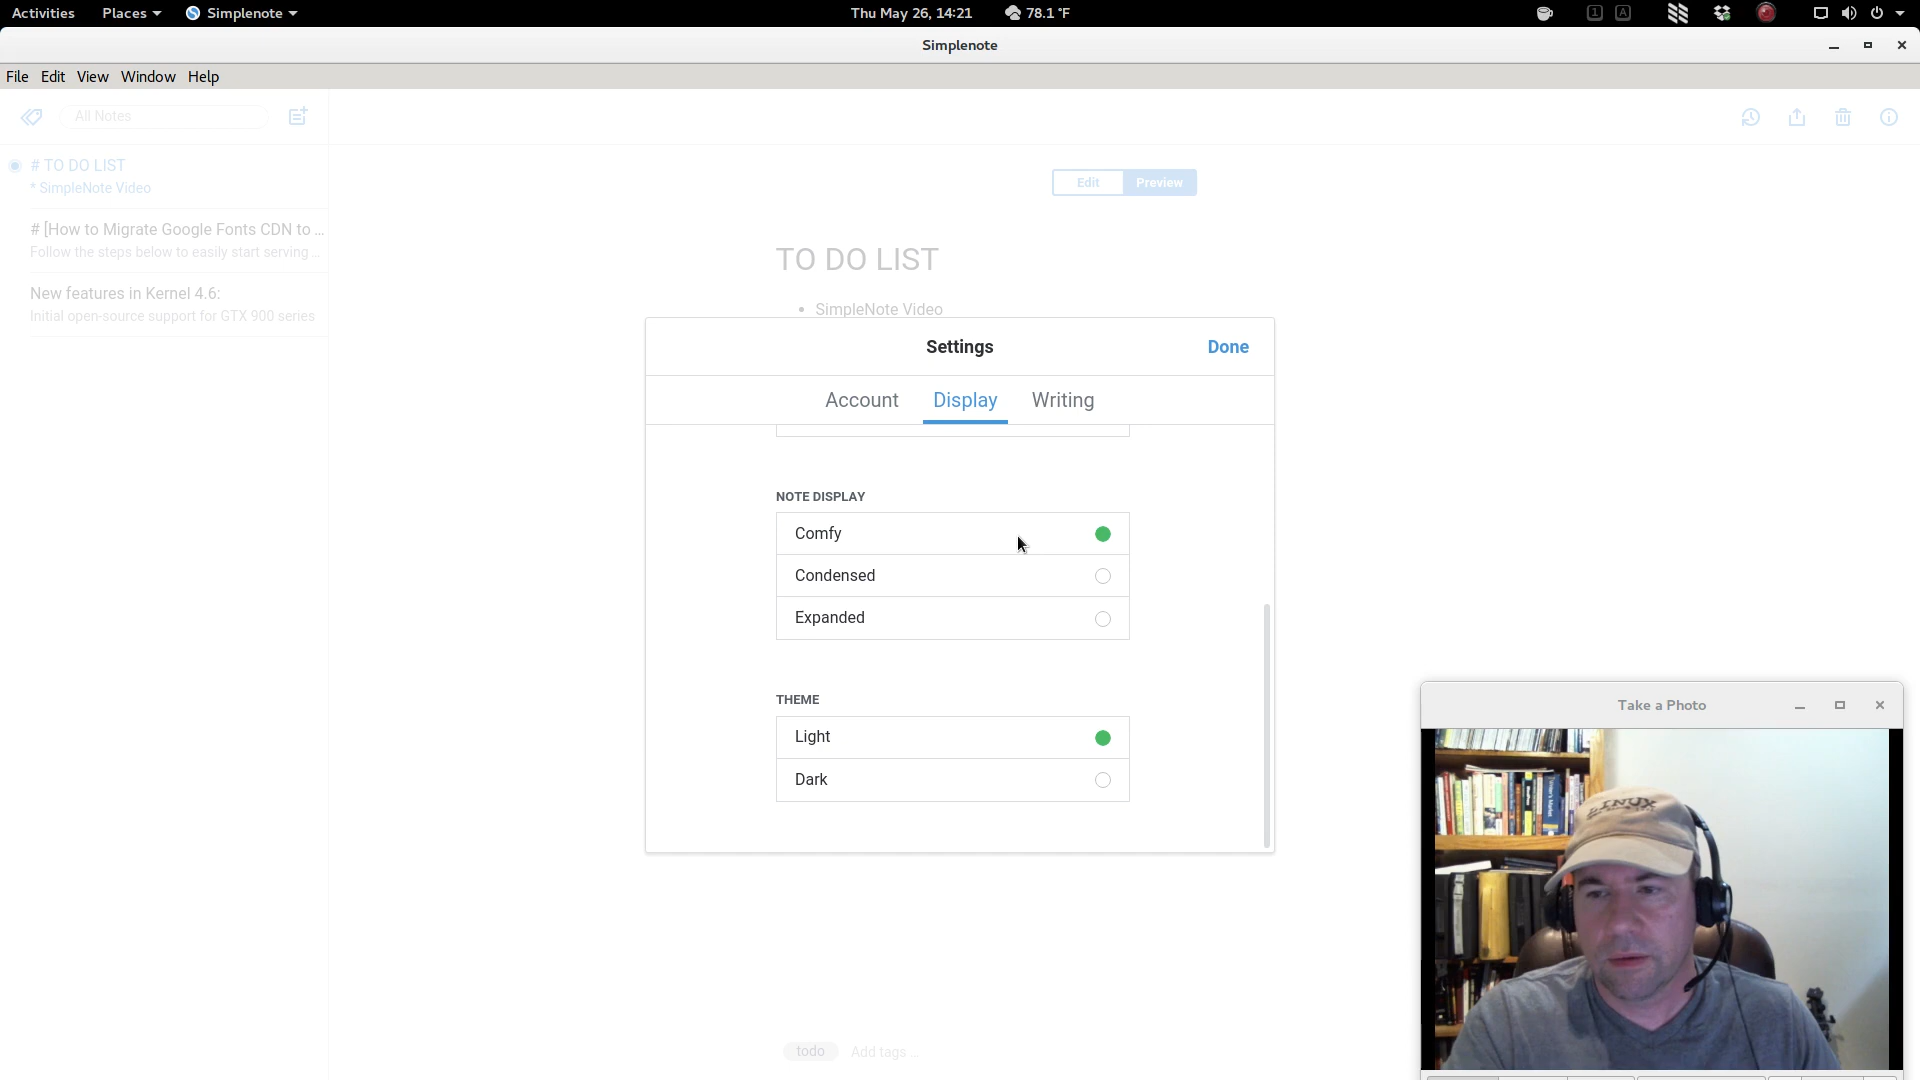 Activities Places Simplenote Thu May 26, 14:21 78.1 °F 1 A
Simplenote
File Edit View Window Help
All Notes
# TO DO LIST
* SimpleNote Video
# [How to Migrate Google Fonts CDN to ...
Follow the steps below to easily start serving ...
New features in Kernel 4.6:
Initial open-source support for GTX 900 series
Edit Preview
TO DO LIST
• SimpleNote Video
Settings Done
Account Display Writing
NOTE DISPLAY
Comfy
Condensed
Expanded
THEME
Light
Dark
todo Add tags ...
Take a Photo
LINUX